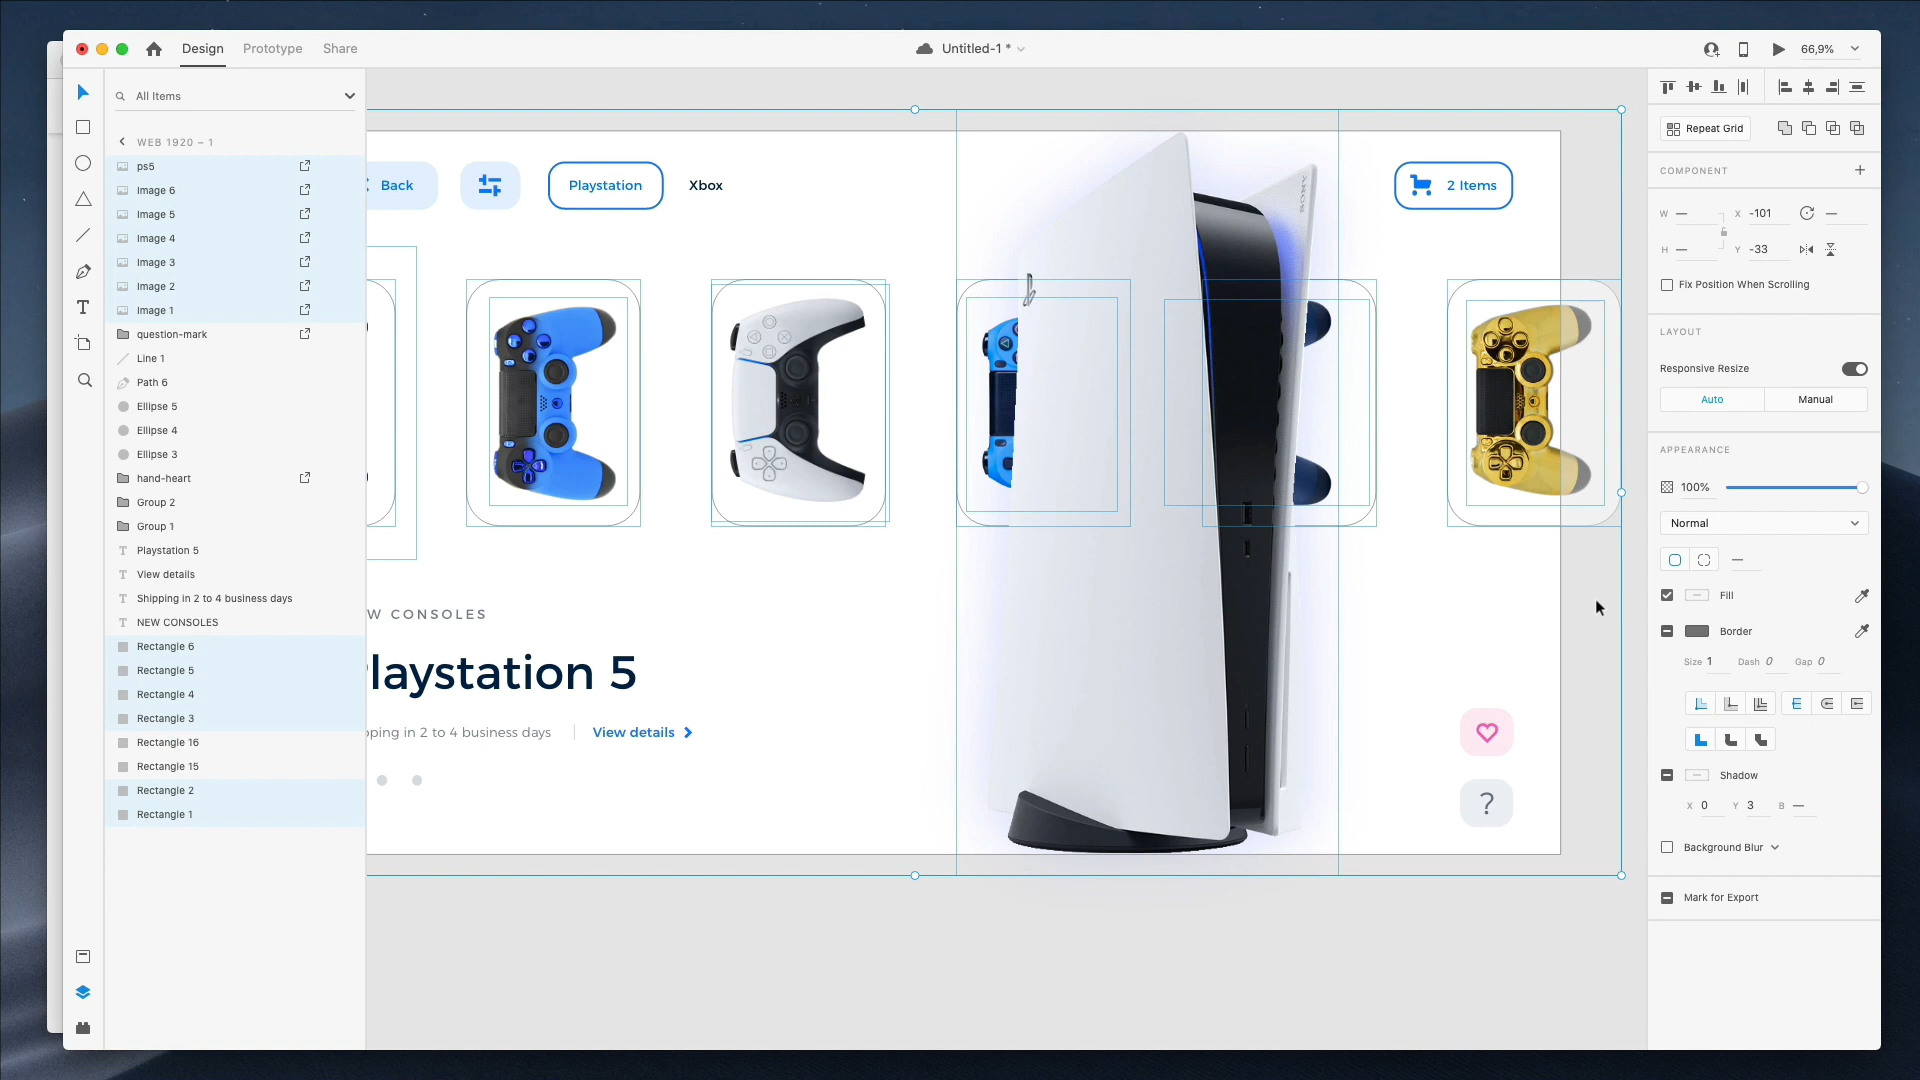 Design
Prototype
Share
Untitled-1 *
66,9%
All Items
WEB 1920 – 1
ps5
Image 6
Image 5
Image 4
Image 3
Image 2
Image 1
question-mark
Line 1
Path 6
Ellipse 5
Ellipse 4
Ellipse 3
hand-heart
Group 2
Group 1
Playstation 5
View details
Shipping in 2 to 4 business days
NEW CONSOLES
Rectangle 6
Rectangle 5
Rectangle 4
Rectangle 3
Rectangle 16
Rectangle 15
Rectangle 2
Rectangle 1
Back
Playstation
Xbox
2 Items
SONY
W CONSOLES
laystation 5
ping in 2 to 4 business days
View details
?
Repeat Grid
COMPONENT
W — X -101 —
H — Y -33
Fix Position When Scrolling
LAYOUT
Responsive Resize
Auto
Manual
APPEARANCE
100%
Normal
—
Fill
Border
Size 1 Dash 0 Gap 0
Shadow
X 0 Y 3 B —
Background Blur
Mark for Export